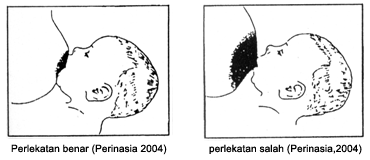 Perlekatan benar (Perinasia 2004)
perlekatan salah (Perinasia,2004)